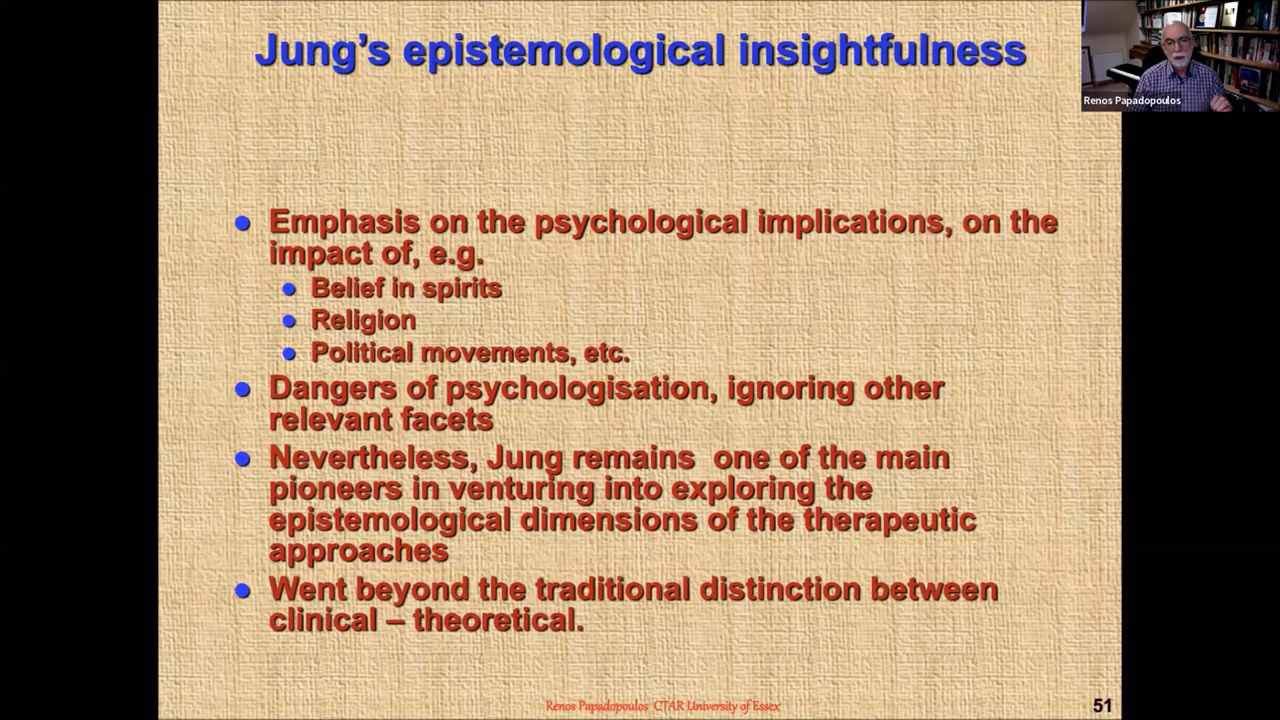 Jung's epistemological insightfulness
Renos Papadopoulos
● Emphasis on the psychological implications, on the
impact of, e.g.
● Belief in spirits
● Religion
● Political movements, etc.
● Dangers of psychologisation, ignoring other
relevant facets
● Nevertheless, Jung remains  one of the main
pioneers in venturing into exploring the
epistemological dimensions of the therapeutic
approaches
● Went beyond the traditional distinction between
clinical – theoretical.
Renos Papadopoulos  CTAR University of Essex
51